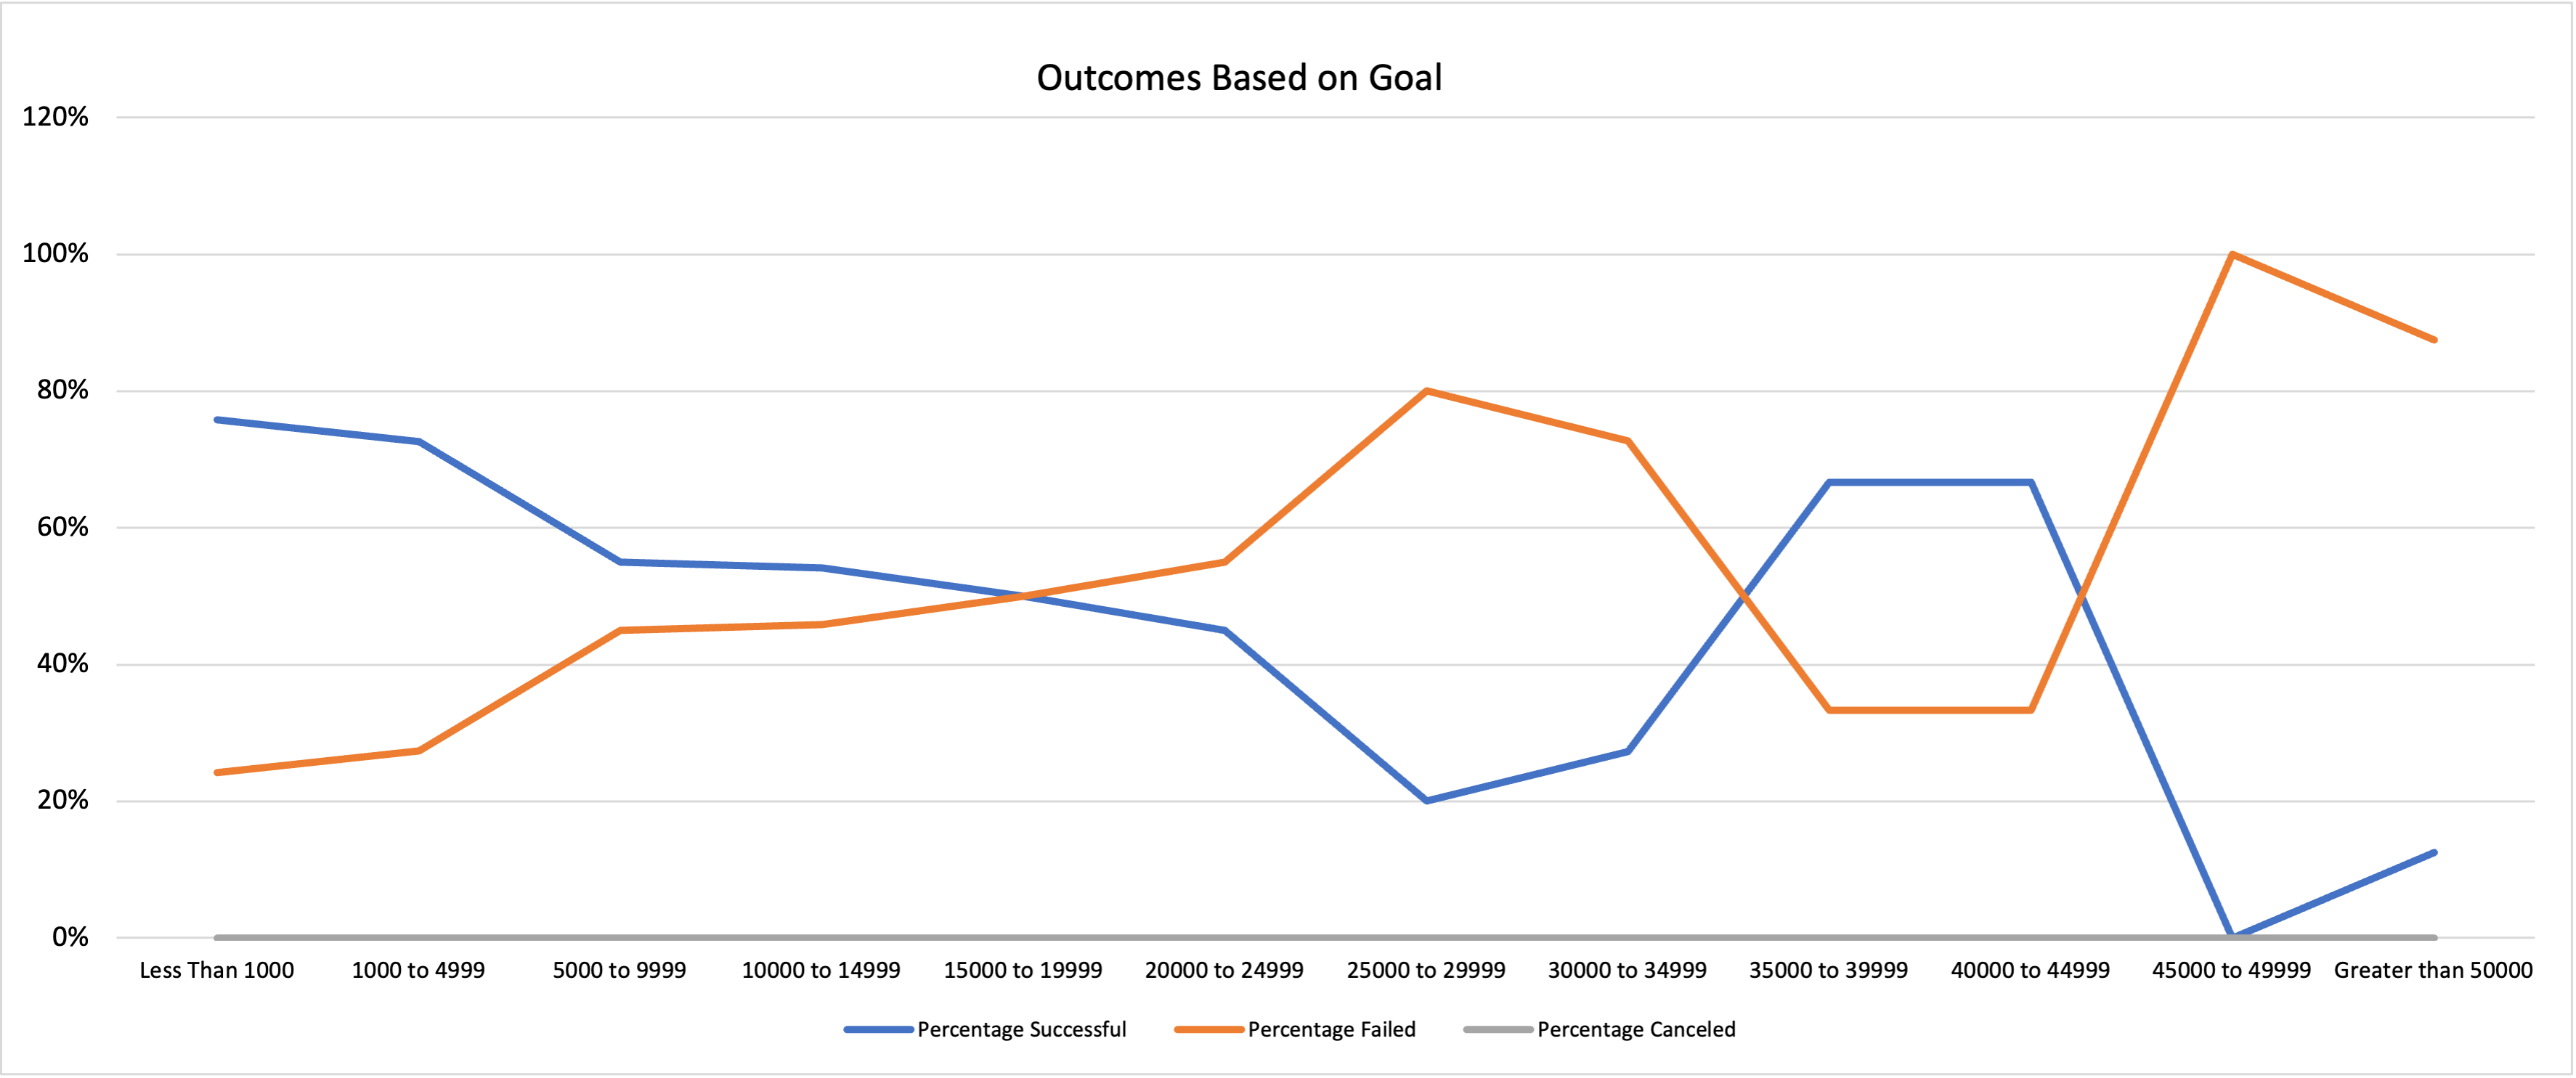 Outcomes Based on Goal
120%
100%
80%
60%
40%
20%
0%
Less Than 1000 1000 to 4999 5000 to 9999 10000 to 14999 15000 to 19999 20000 to 24999 25000 to 29999 30000 to 34999 35000 to 39999 40000 to 44999 45000 to 49999 Greater than 50000
Percentage Successful Percentage Failed Percentage Canceled